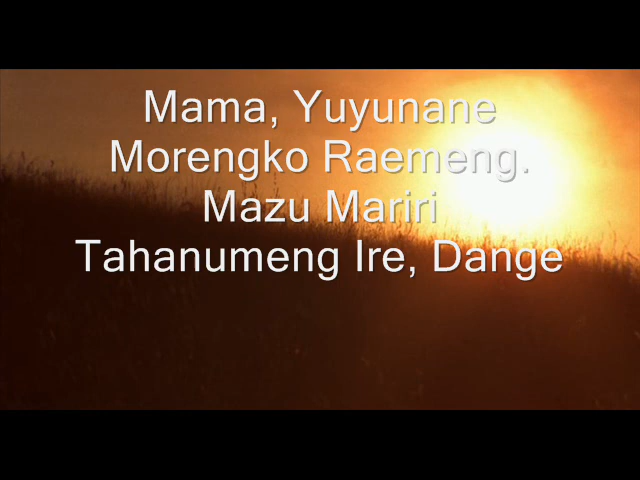 Mama, Yuyunane
Morengko Raemeng.
Mazu Mariri
Tahanumeng Ire, Dange